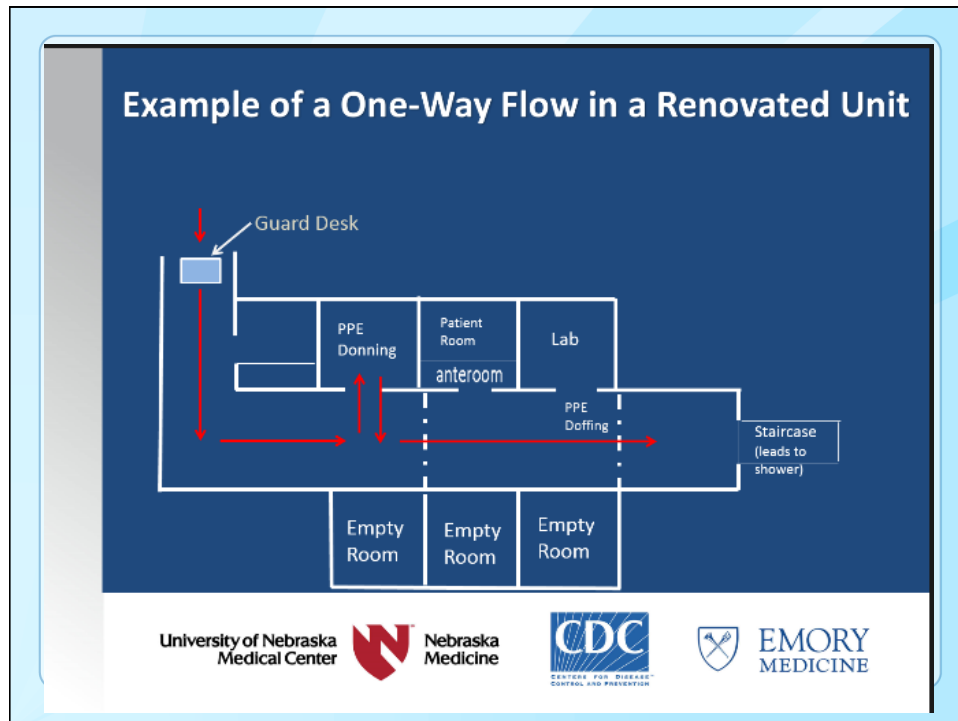 Example of a One-Way Flow in a Renovated Unit
Guard Desk
PPE
Donning
Patient
Room
anteroom
Lab
PPE
Doffing
Staircase
(leads to
shower)
Empty
Room
Empty
Room
Empty
Room
University of Nebraska
Medical Center
N
Nebraska
Medicine
CDC
CENTERS FOR DISEASE™
CONTROL AND PREVENTION
EMORY
MEDICINE